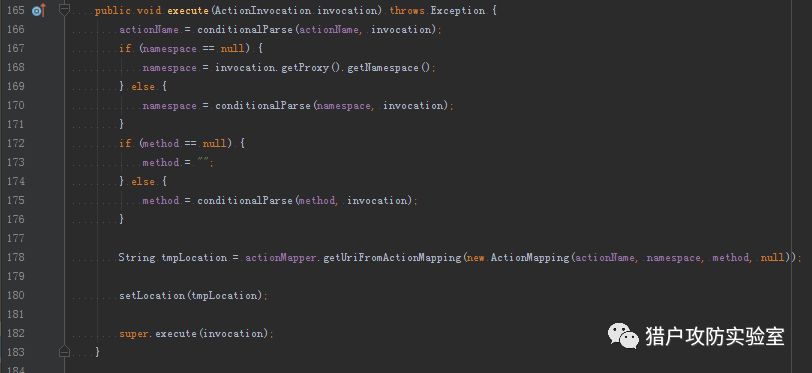 165 public void execute(ActionInvocation invocation) throws Exception {
166 actionName = conditionalParse(actionName, invocation);
167 if (namespace == null) {
168 namespace = invocation.getProxy().getNamespace();
169 } else {
170 namespace = conditionalParse(namespace, invocation);
171 }
172 if (method == null) {
173 method = "";
174 } else {
175 method = conditionalParse(method, invocation);
176 }
177
178 String tmpLocation = actionMapper.getUriFromActionMapping(new ActionMapping(actionName, namespace, method, null));
179
180 setLocation(tmpLocation);
181
182 super.execute(invocation);
183 }
184
猎户攻防实验室